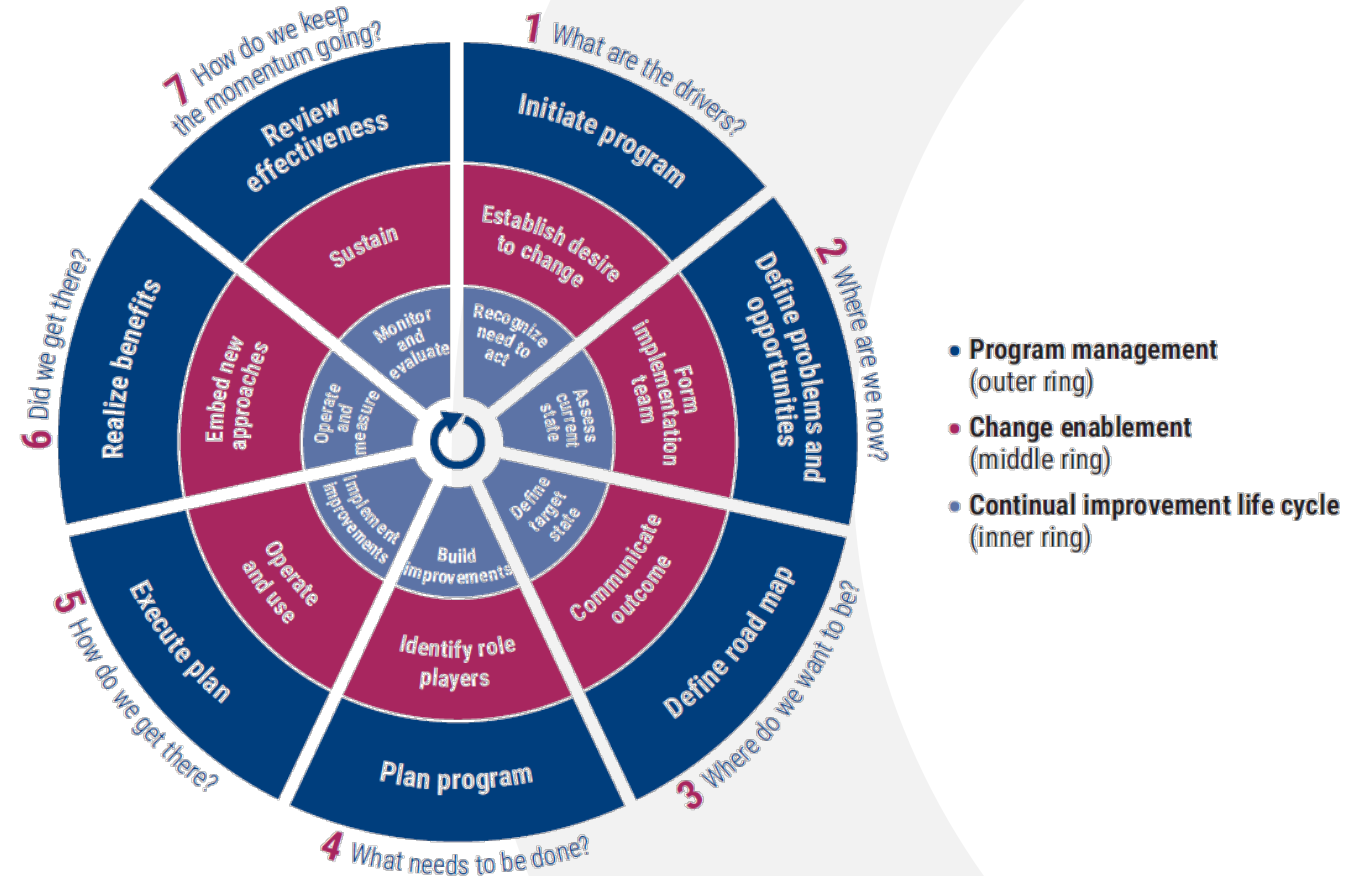 1 What are the drivers?
Initiate program
Establish desire
to change
Recognize
need to
act
2 Where are we now?
Define problems and
opportunities
Form
implementation
team
Assess
current
state
3 Where do we want to be?
Define road map
Communicate
outcome
Define
target
state
4 What needs to be done?
Plan program
Identify role
players
Build
improvements
5 How do we get there?
Execute plan
Operate
and use
Implement
improvements
6 Did we get there?
Realize benefits
Embed new
approaches
Operate
and
measure
7 How do we keep
the momentum going?
Review
effectiveness
Sustain
Monitor
and
evaluate
Program management
(outer ring)
Change enablement
(middle ring)
Continual improvement life cycle
(inner ring)